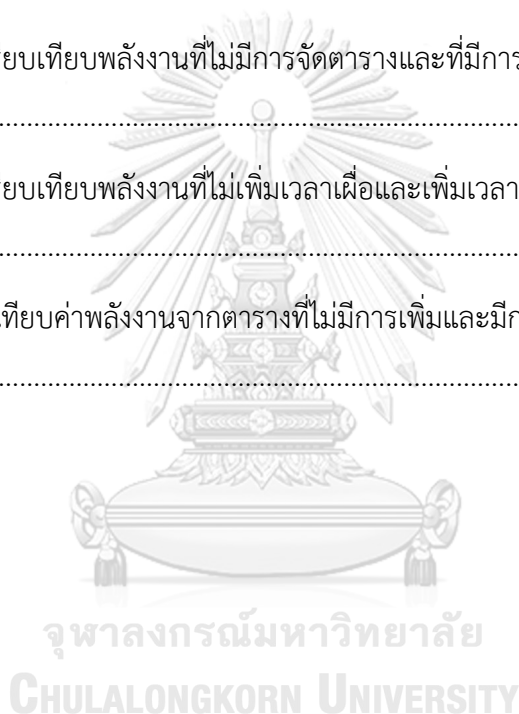 ยบเทียบพลังงานที่ไม่มีการจัดตารางและที่มีการ
................................................................................
ยบเทียบพลังงานที่ไม่เพิ่มเวลาเผื่อและเพิ่มเวลา
................................................................................
เทียบค่าพลังงานจากตารางที่ไม่มีการเพิ่มและมีก
................................................................................
จุฬาลงกรณ์มหาวิทยาลัย
CHULALONGKORN UNIVERSITY